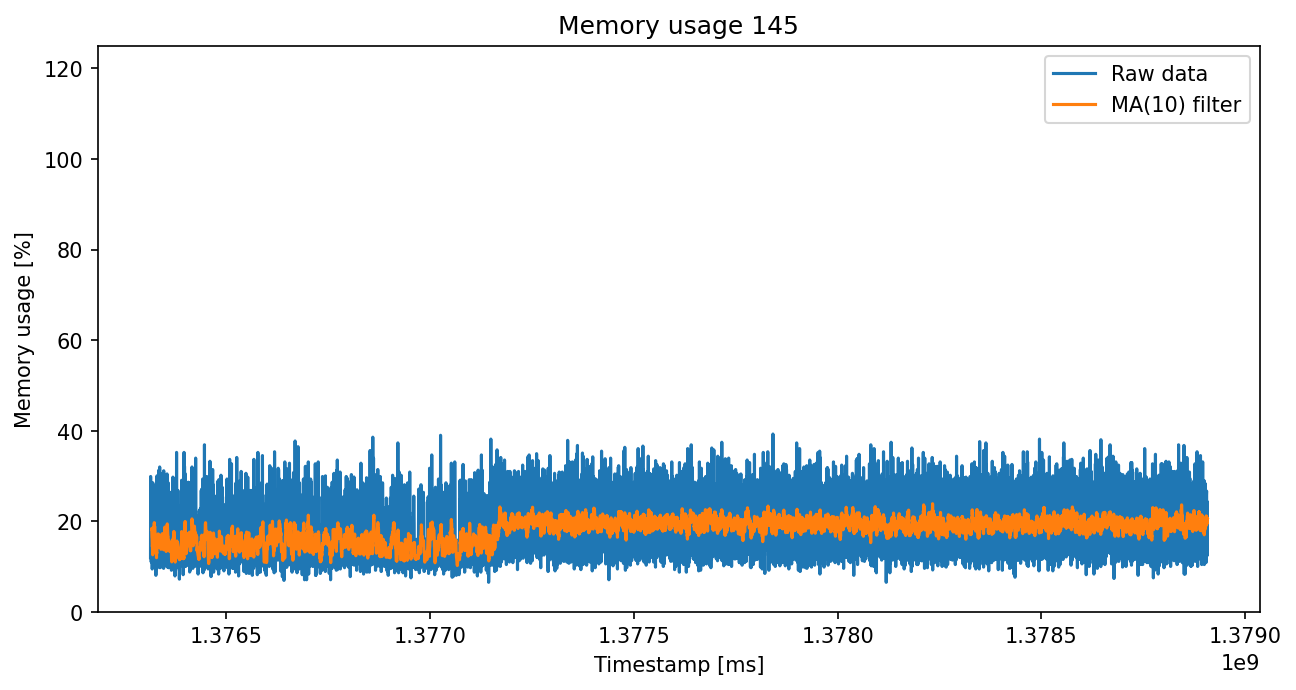 Memory usage 145
Raw data
MA(10) filter
Memory usage [%]
120
100
80
60
40
20
0
1.3765 1.3770 1.3775 1.3780 1.3785 1.3790
1e9
Timestamp [ms]